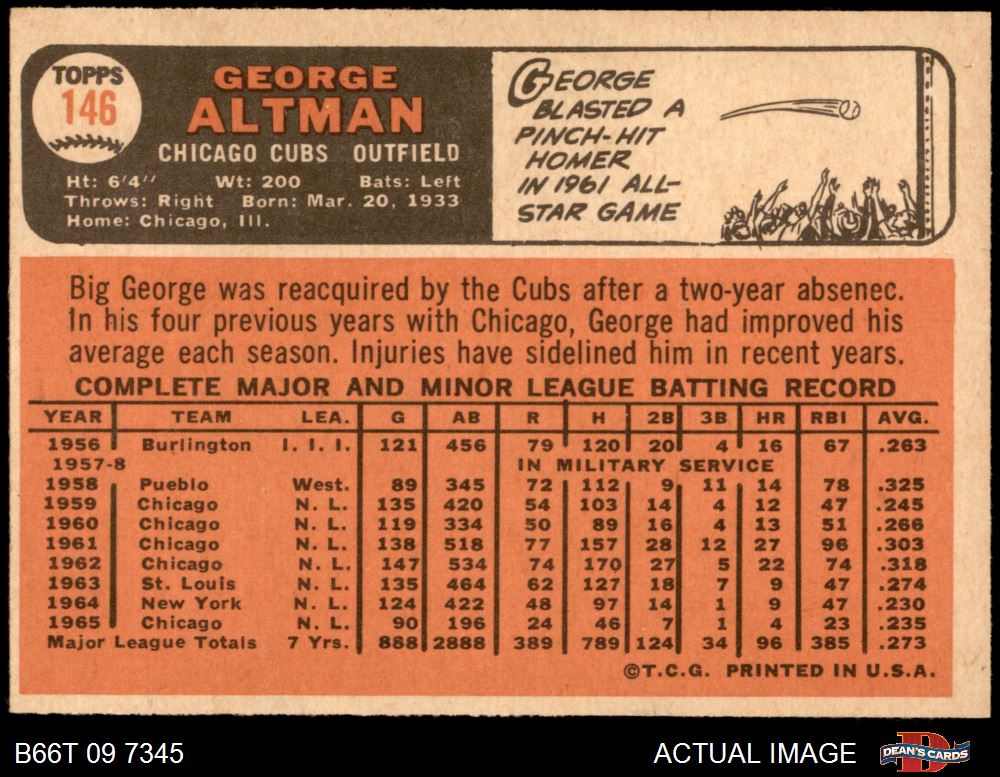 TOPPS
146
GEORGE
ALTMAN
CHICAGO CUBS OUTFIELD
Ht: 6'4'' Wt: 200 Bats: Left
Throws: Right Born: Mar. 20, 1933
Home: Chicago, Ill.
GEORGE
BLASTED A
PINCH-HIT
HOMER
IN 1961 ALL-
STAR GAME
Big George was reacquired by the Cubs after a two-year absenec.
In his four previous years with Chicago, George had improved his
average each season. Injuries have sidelined him in recent years.
COMPLETE MAJOR AND MINOR LEAGUE BATTING RECORD
YEAR TEAM LEA. G AB R H 2B 3B HR RBI AVG.
1956 Burlington I. I. I. 121 456 79 120 20 4 16 67 .263
1957-8 IN MILITARY SERVICE
1958 Pueblo West. 89 345 72 112 9 11 14 78 .325
1959 Chicago N. L. 135 420 54 103 14 4 12 47 .245
1960 Chicago N. L. 119 334 50 89 16 4 13 51 .266
1961 Chicago N. L. 138 518 77 157 28 12 27 96 .303
1962 Chicago N. L. 147 534 74 170 27 5 22 74 .318
1963 St. Louis N. L. 135 464 62 127 18 7 9 47 .274
1964 New York N. L. 124 422 48 97 14 1 9 47 .230
1965 Chicago N. L. 90 196 24 46 7 1 4 23 .235
Major League Totals 7 Yrs. 888 2888 389 789 124 34 96 385 .273
©T.C.G. PRINTED IN U.S.A.
B66T 09 7345 ACTUAL IMAGE DEAN'S CARDS